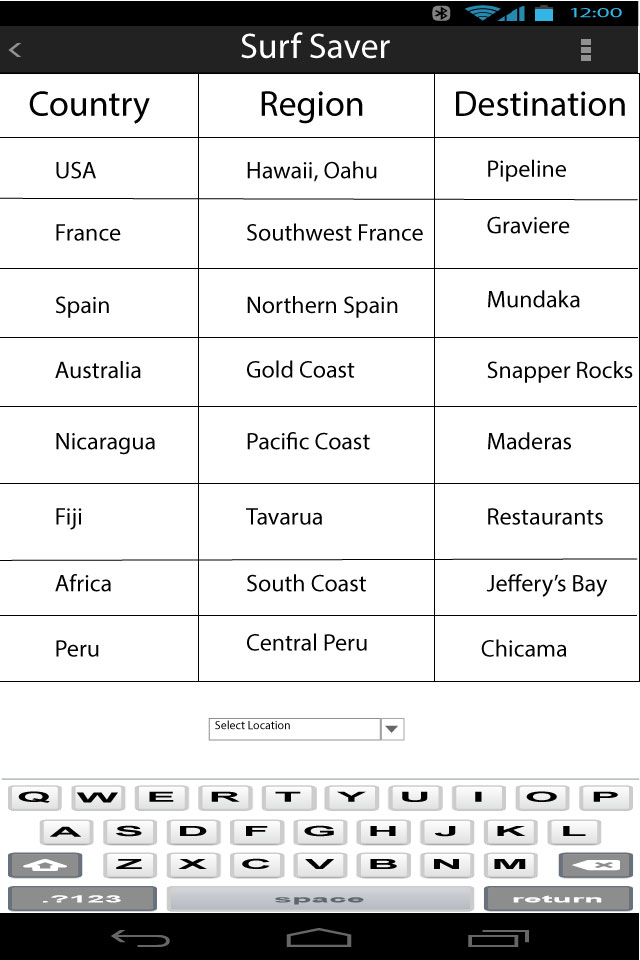 12:00
Surf Saver
Country Region Destination
USA Hawaii, Oahu Pipeline
France Southwest France Graviere
Spain Northern Spain Mundaka
Australia Gold Coast Snapper Rocks
Nicaragua Pacific Coast Maderas
Fiji Tavarua Restaurants
Africa South Coast Jeffery’s Bay
Peru Central Peru Chicama
Select Location
Q W E R T Y U I O P
A S D F G H J K L
Z X C V B N M
.?123 space return